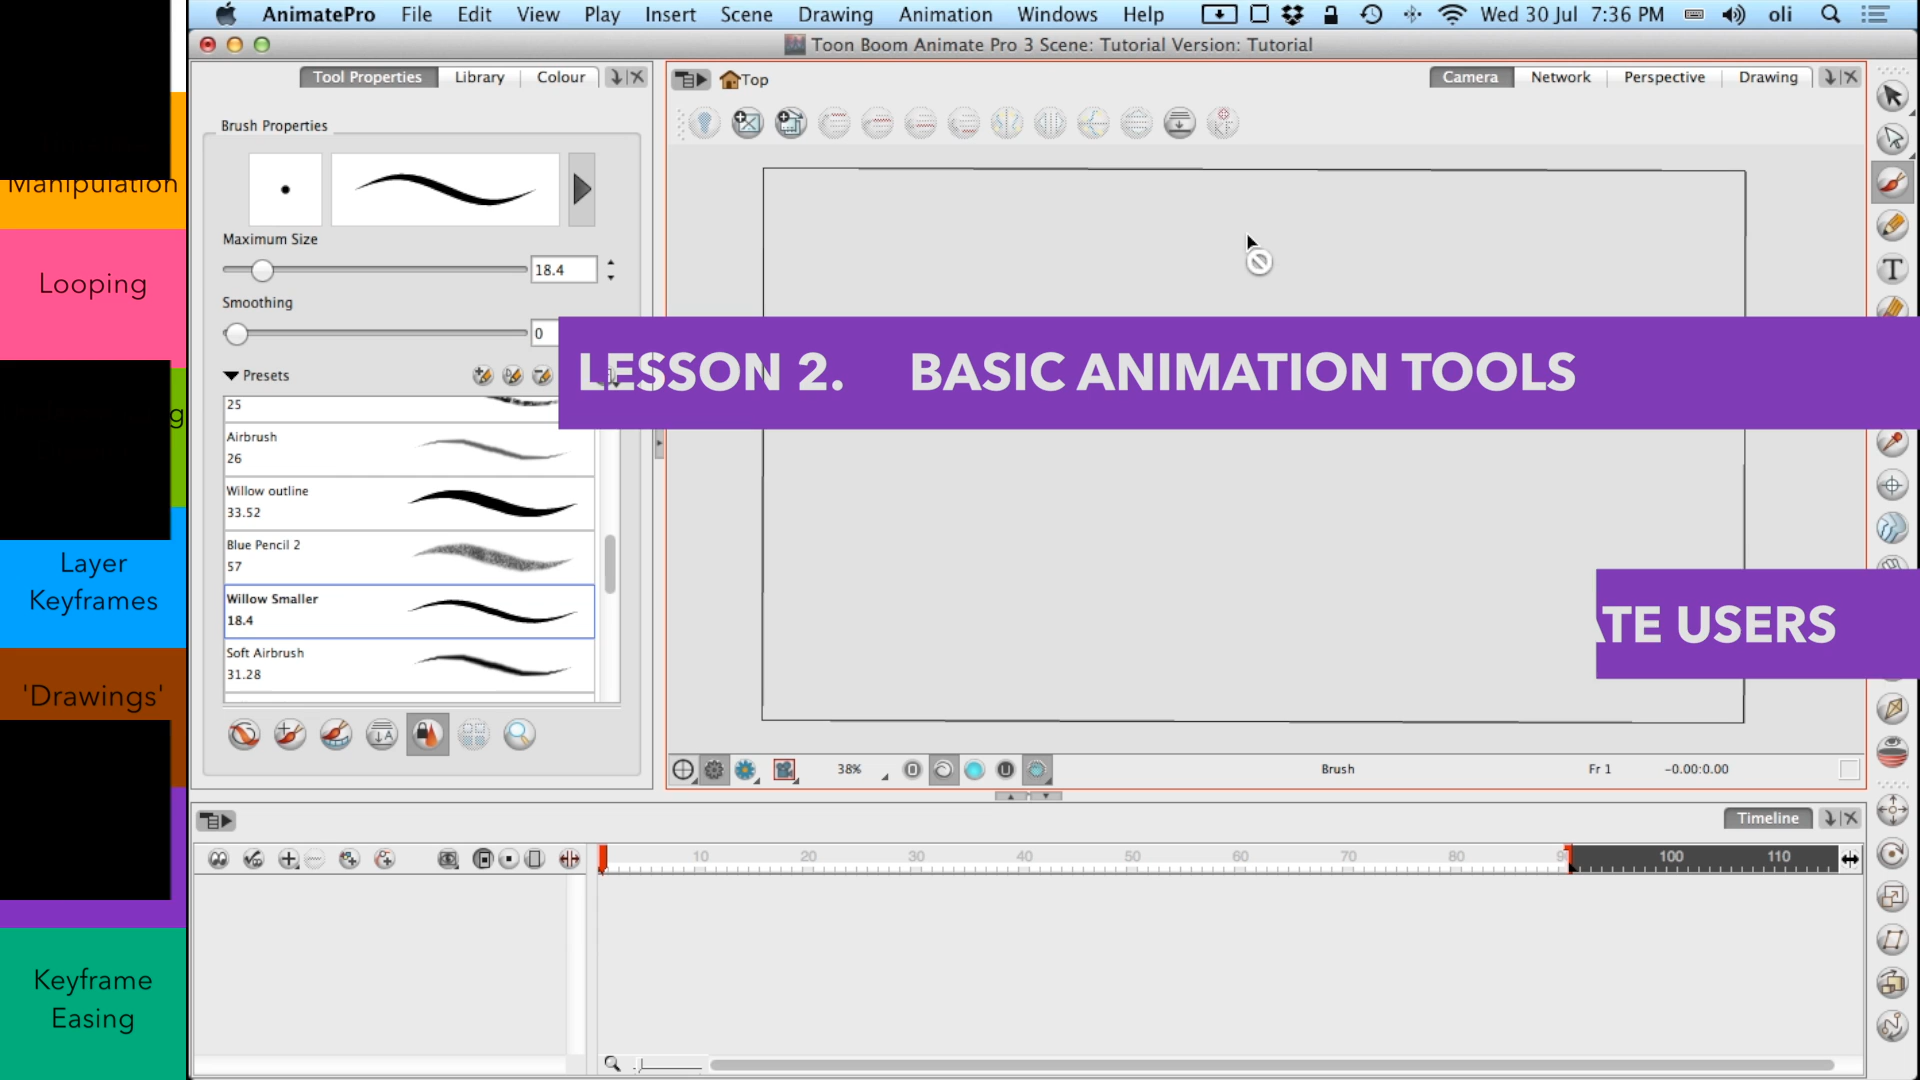 AnimatePro File Edit View Play Insert Scene Drawing Animation Windows Help Wed 30 Jul 7:36 PM oli
Toon Boom Animate Pro 3 Scene: Tutorial Version: Tutorial
Tool Properties Library Colour
Top
Camera Network Perspective Drawing
Brush Properties
Maximum Size
18.4
Smoothing
0
Presets
25
Airbrush
26
Willow outline
33.52
Blue Pencil 2
57
Willow Smaller
18.4
Soft Airbrush
31.28
Manipulation
Looping
g
Layer
Keyframes
'Drawings'
Keyframe
Easing
LESSON 2. BASIC ANIMATION TOOLS
TE USERS
T
38% Brush Fr 1 -0.00:0.00
Timeline
10 20 30 40 50 60 70 80 9 100 110